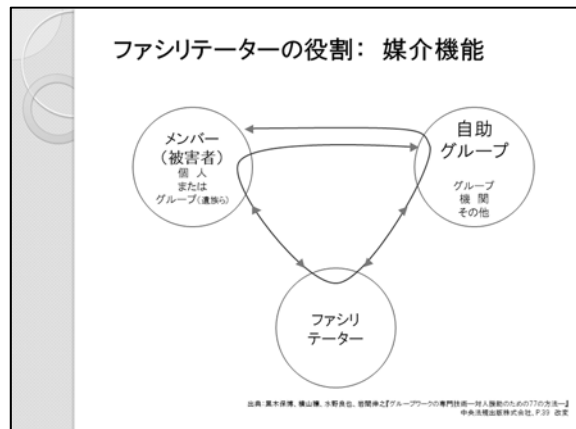 ファシリテーターの役割： 媒介機能
メンバー
（被害者）
個 人
または
グループ（遺族ら）
自助
グループ
グループ
機 関
その他
ファシリ
テーター
出典：黒木保博、横山穰、水野良也、岩間伸之『グループワークの専門技術―対人援助のための77の方法―』
中央法規出版株式会社、P.33 改変